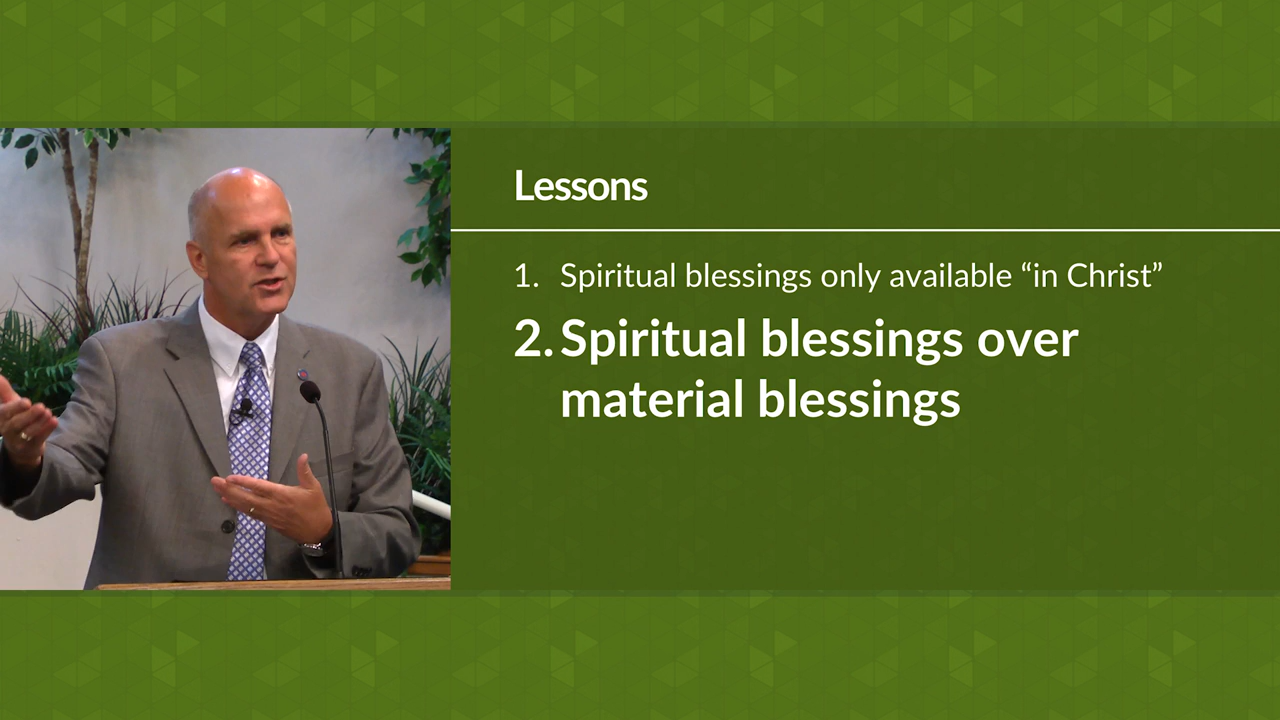 Lessons
1. Spiritual blessings only available “in Christ”
2. Spiritual blessings over
material blessings